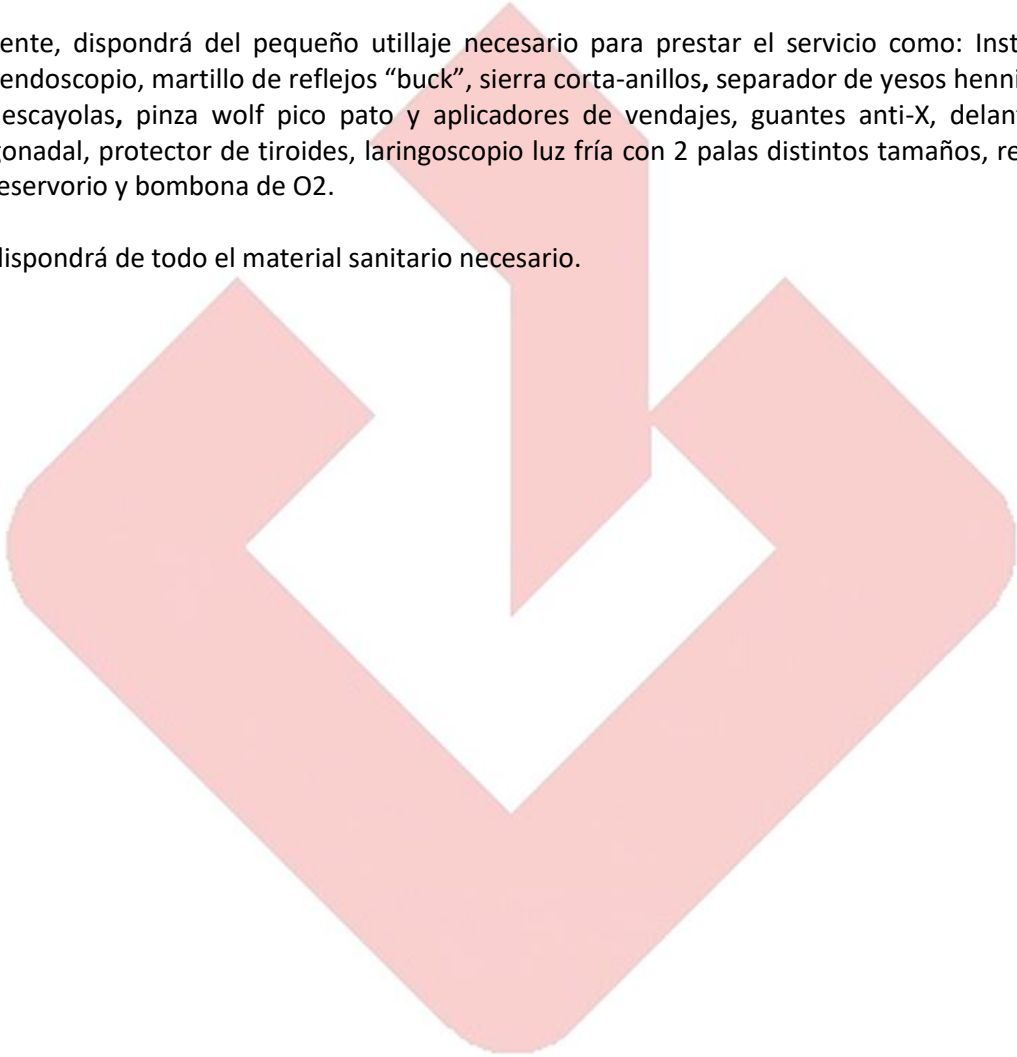 ente, dispondrá del pequeño utillaje necesario para prestar el servicio como: Inst
endoscopio, martillo de reflejos “buck”, sierra corta-anillos, separador de yesos henni
escayolas, pinza wolf pico pato y aplicadores de vendajes, guantes anti-X, delant
gonadal, protector de tiroides, laringoscopio luz fría con 2 palas distintos tamaños, re
eservorio y bombona de O2.
dispondrá de todo el material sanitario necesario.